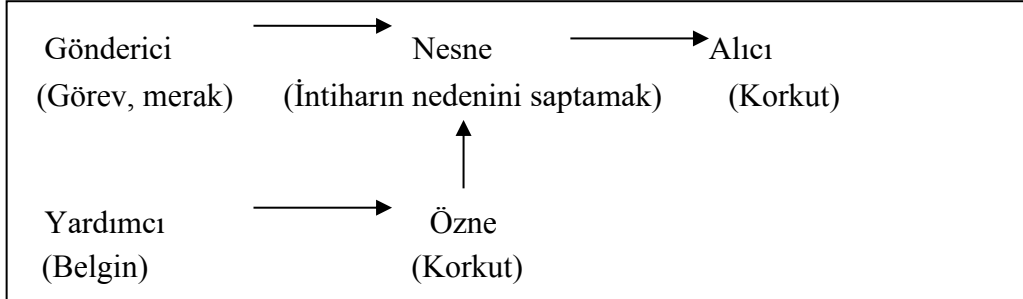 Gönderici Nesne Alıcı
(Görev, merak) (İntiharın nedenini saptamak) (Korkut)
Yardımcı Özne
(Belgin) (Korkut)